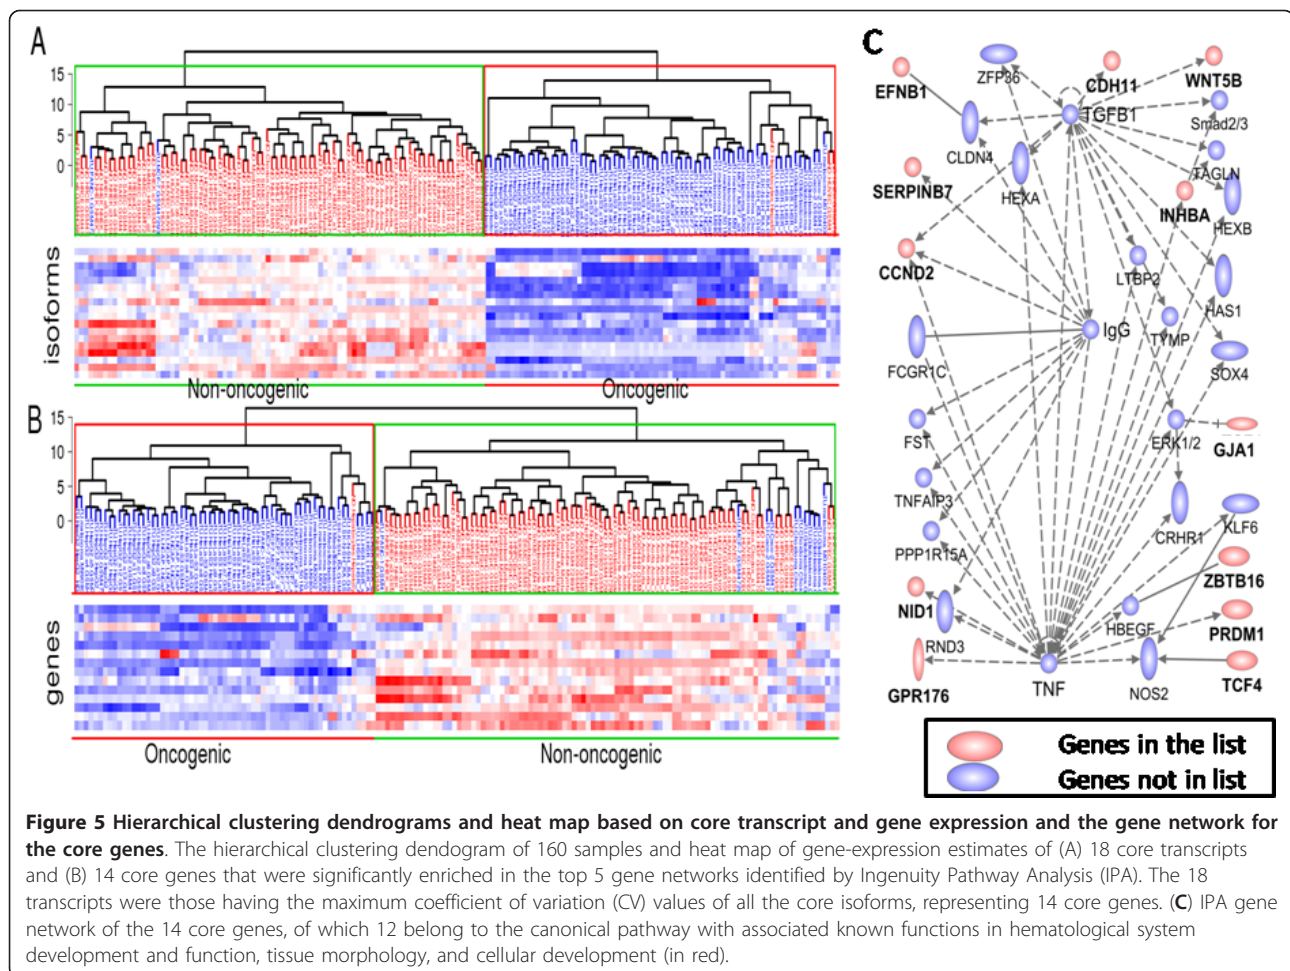 A
15
10
5
0
isoforms
Non-oncogenic
Oncogenic
B
15
10
5
0
genes
Oncogenic
Non-oncogenic
C
ZFP36
CDH11
WNT5B
EFNB1
TGFB1
Smad2/3
CLDN4
TAGLN
SERPINB7
HEXA
INHBA
HEXB
CCND2
LTBP2
HAS1
IgG
TYMP
FCGR1C
SOX4
FST
ERK1/2
GJA1
TNFAIP3
CRHR1
KLF6
PPP1R15A
ZBTB16
NID1
HBEGF
PRDM1
RND3
GPR176
TNF
NOS2
TCF4
Genes in the list
Genes not in list
Figure 5 Hierarchical clustering dendrograms and heat map based on core transcript and gene expression and the gene network for
the core genes. The hierarchical clustering dendogram of 160 samples and heat map of gene-expression estimates of (A) 18 core transcripts
and (B) 14 core genes that were significantly enriched in the top 5 gene networks identified by Ingenuity Pathway Analysis (IPA). The 18
transcripts were those having the maximum coefficient of variation (CV) values of all the core isoforms, representing 14 core genes. (C) IPA gene
network of the 14 core genes, of which 12 belong to the canonical pathway with associated known functions in hematological system
development and function, tissue morphology, and cellular development (in red).